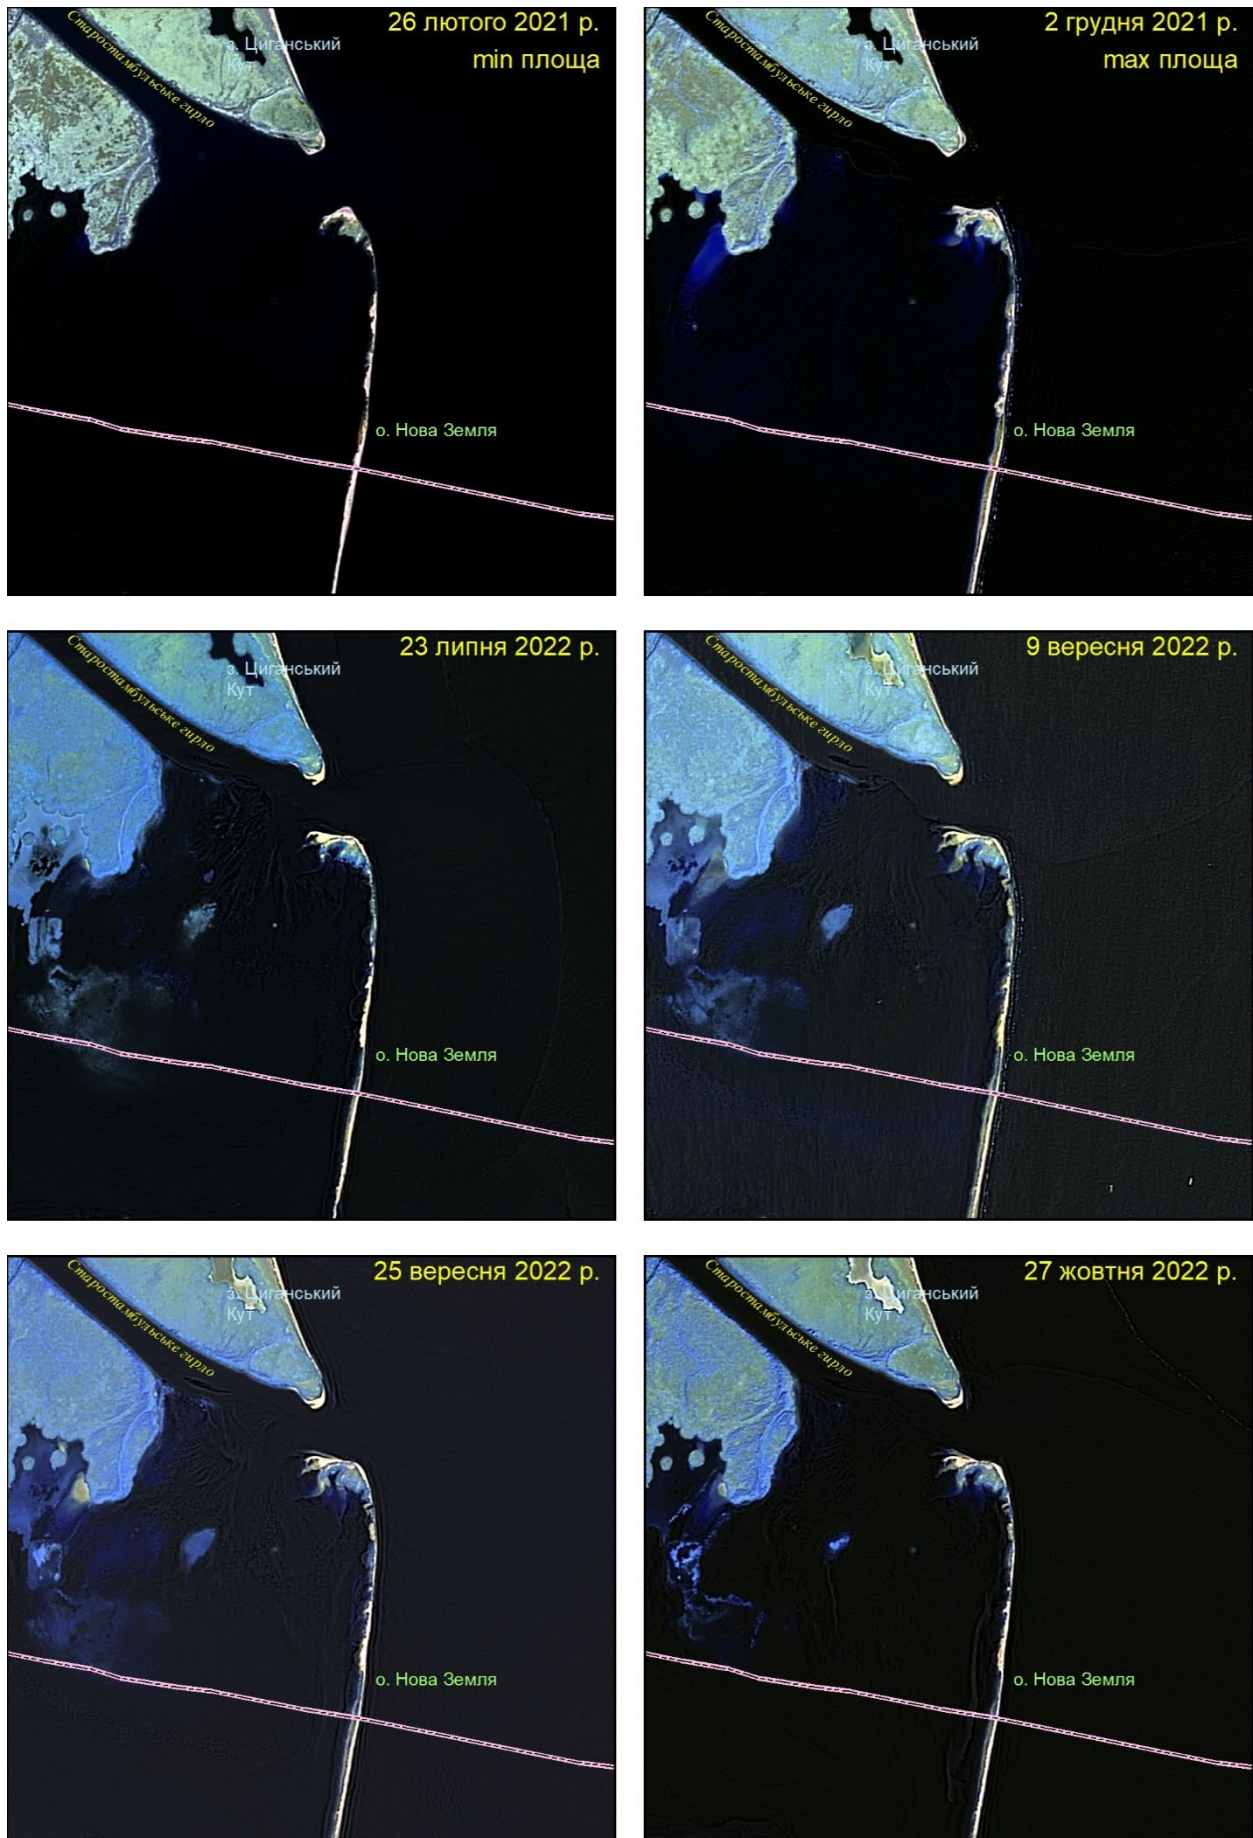 26 лютого 2021 р.
min площа
Старостамбульське гирло
з. Циганський
Кут
о. Нова Земля
2 грудня 2021 р.
max площа
Старостамбульське гирло
з. Циганський
Кут
о. Нова Земля
23 липня 2022 р.
Старостамбульське гирло
з. Циганський
Кут
о. Нова Земля
9 вересня 2022 р.
Старостамбульське гирло
з. Циганський
Кут
о. Нова Земля
25 вересня 2022 р.
Старостамбульське гирло
з. Циганський
Кут
о. Нова Земля
27 жовтня 2022 р.
Старостамбульське гирло
з. Циганський
Кут
о. Нова Земля